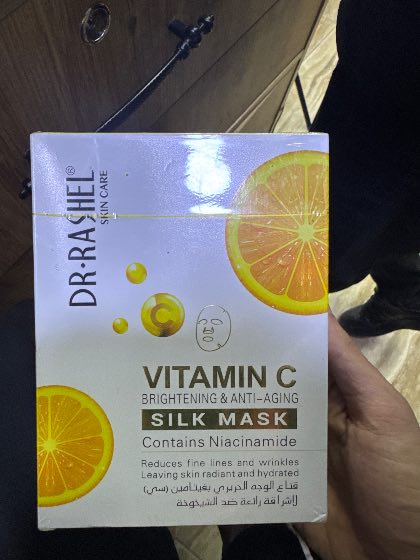 DR·RASHEL®
SKIN CARE
C
VITAMIN C
BRIGHTENING & ANTI-AGING
SILK MASK
Contains Niacinamide
Reduces fine lines and wrinkles
Leaving skin radiant and hydrated
قناع الوجه الحريري بفيتامين (سي)
لإشراقة رائعة ضد الشيخوخة